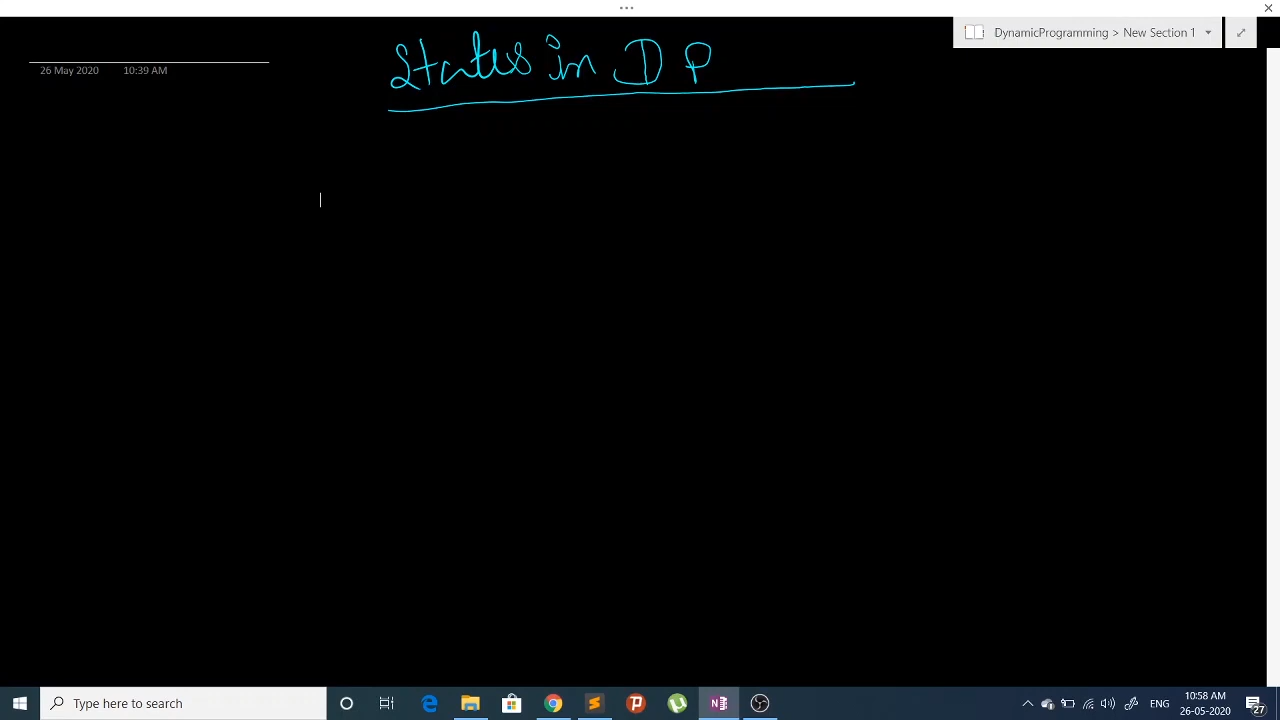 DynamicProgramming > New Section 1
States in DP
26 May 2020 10:39 AM
Type here to search
ENG
10:58 AM
26-05-2020
27